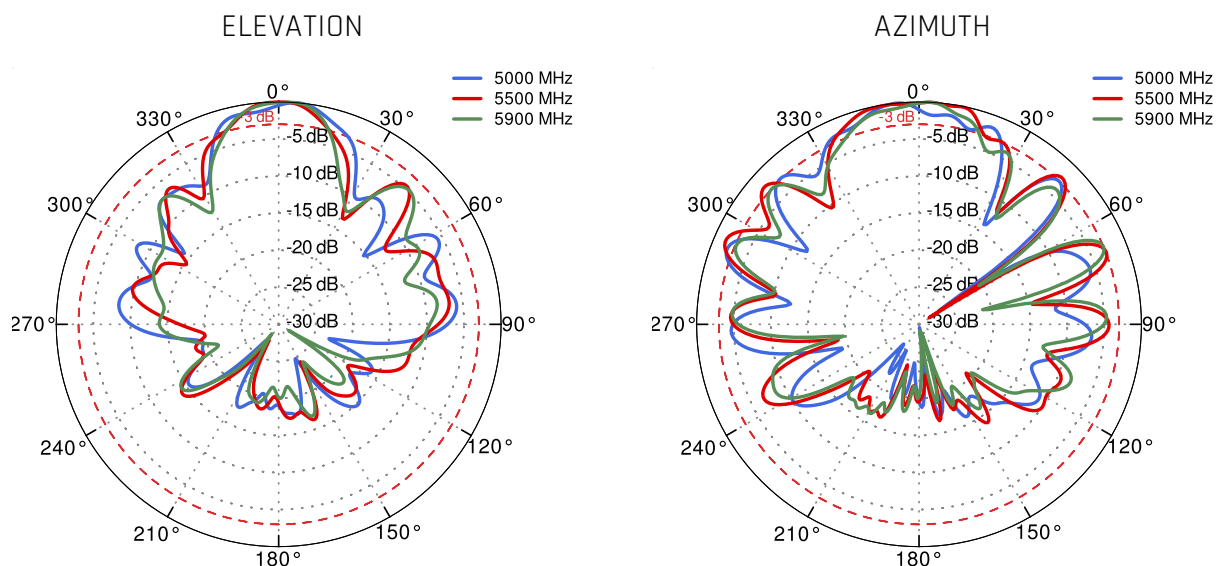 ELEVATION
AZIMUTH
5000 MHz
5500 MHz
5900 MHz
0°
30°
60°
90°
120°
150°
180°
210°
240°
270°
300°
330°
-3 dB
-5 dB
-10 dB
-15 dB
-20 dB
-25 dB
-30 dB
5000 MHz
5500 MHz
5900 MHz
0°
30°
60°
90°
120°
150°
180°
210°
240°
270°
300°
330°
-3 dB
-5 dB
-10 dB
-15 dB
-20 dB
-25 dB
-30 dB